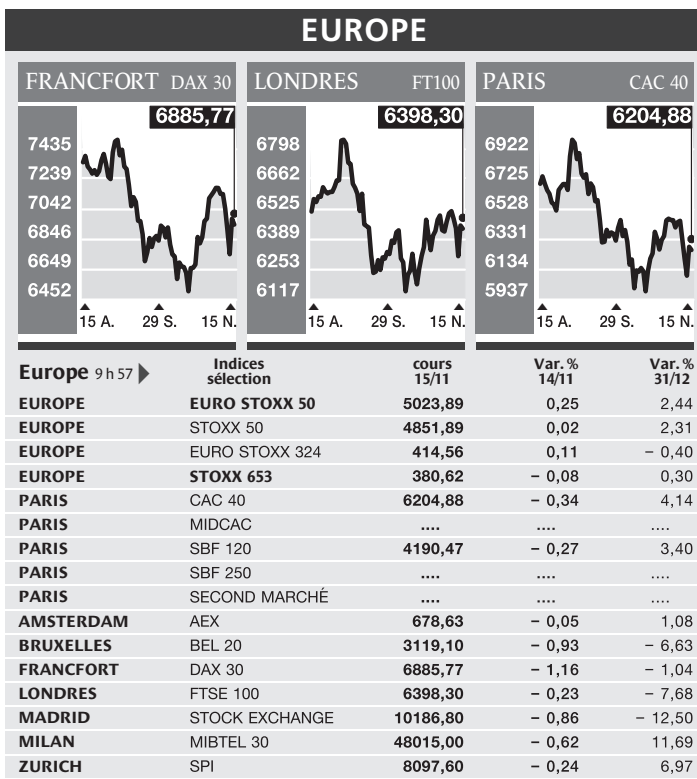 EUROPE
FRANCFORT DAX 30
6885,77
7435
7239
7042
6846
6649
6452
15 A. 29 S. 15 N.
LONDRES FT100
6398,30
6798
6662
6525
6389
6253
6117
15 A. 29 S. 15 N.
PARIS CAC 40
6204,88
6922
6725
6528
6331
6134
5937
15 A. 29 S. 15 N.
Europe 9 h 57 Indices sélection cours 15/11 Var. % 14/11 Var. % 31/12
EUROPE EURO STOXX 50 5023,89 0,25 2,44
EUROPE STOXX 50 4851,89 0,02 2,31
EUROPE EURO STOXX 324 414,56 0,11 – 0,40
EUROPE STOXX 653 380,62 – 0,08 0,30
PARIS CAC 40 6204,88 – 0,34 4,14
PARIS MIDCAC .... .... ....
PARIS SBF 120 4190,47 – 0,27 3,40
PARIS SBF 250 .... .... ....
PARIS SECOND MARCHÉ .... .... ....
AMSTERDAM AEX 678,63 – 0,05 1,08
BRUXELLES BEL 20 3119,10 – 0,93 – 6,63
FRANCFORT DAX 30 6885,77 – 1,16 – 1,04
LONDRES FTSE 100 6398,30 – 0,23 – 7,68
MADRID STOCK EXCHANGE 10186,80 – 0,86 – 12,50
MILAN MIBTEL 30 48015,00 – 0,62 11,69
ZURICH SPI 8097,60 – 0,24 6,97